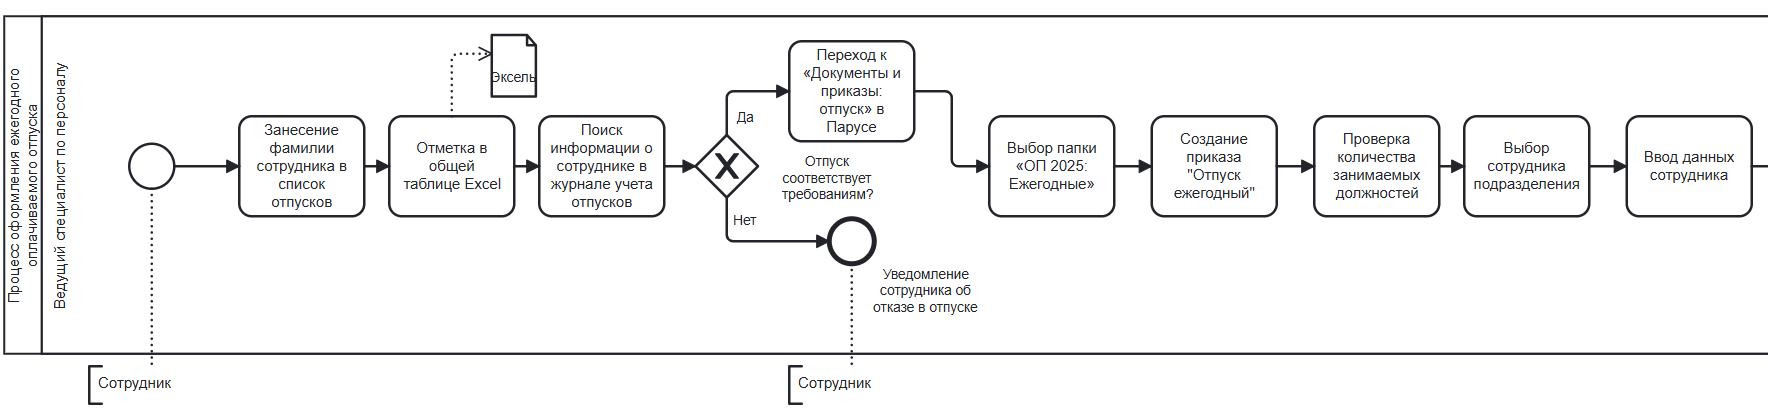 Процесс оформления ежегодного
оплачиваемого отпуска
Ведущий специалист по персоналу
Занесение
фамилии
сотрудника в
список
отпусков
Отметка в
общей
таблице Excel
Эксель
Поиск
информации о
сотруднике в
журнале учета
отпусков
Да
Отпуск
соответствует
требованиям?
Нет
Переход к
«Документы и
приказы:
отпуск» в
Парусе
Уведомление
сотрудника об
отказе в отпуске
Выбор папки
«ОП 2025:
Ежегодные»
Создание
приказа
"Отпуск
ежегодный"
Проверка
количества
занимаемых
должностей
Выбор
сотрудника
подразделения
Ввод данных
сотрудника
Сотрудник
Сотрудник